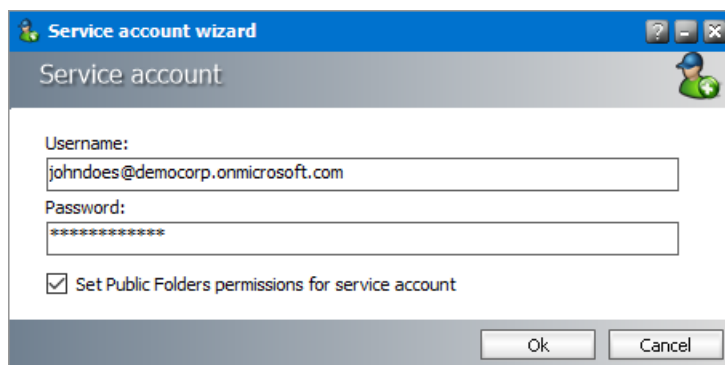 Service account wizard
?
Service account
Username:
johndoes@democorp.onmicrosoft.com
Password:
************
Set Public Folders permissions for service account
Ok
Cancel